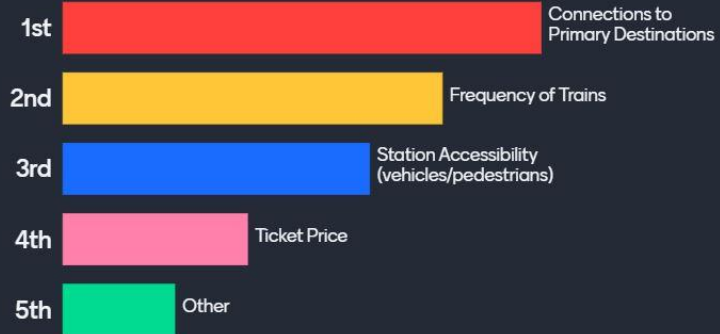 1st
Connections to
Primary Destinations
2nd
Frequency of Trains
3rd
Station Accessibility
(vehicles/pedestrians)
4th
Ticket Price
5th
Other